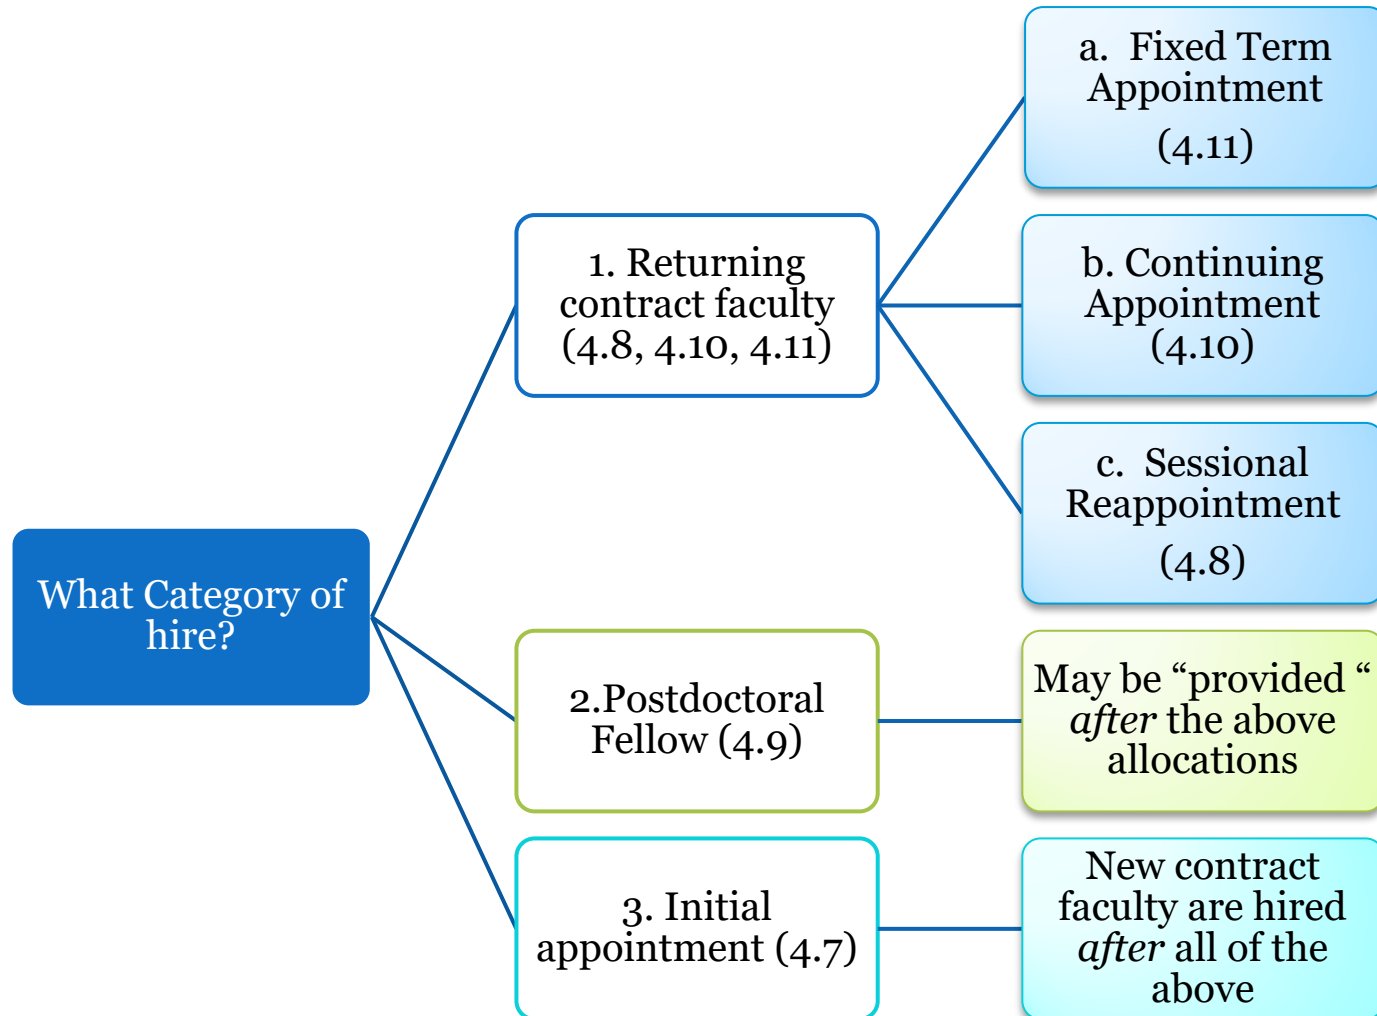 What Category of
hire?
1. Returning
contract faculty
(4.8, 4.10, 4.11)
a.  Fixed Term
Appointment
(4.11)
b. Continuing
Appointment
(4.10)
c.  Sessional
Reappointment
(4.8)
2.Postdoctoral
Fellow (4.9)
May be “provided “
after the above
allocations
3. Initial
appointment (4.7)
New contract
faculty are hired
after all of the
above